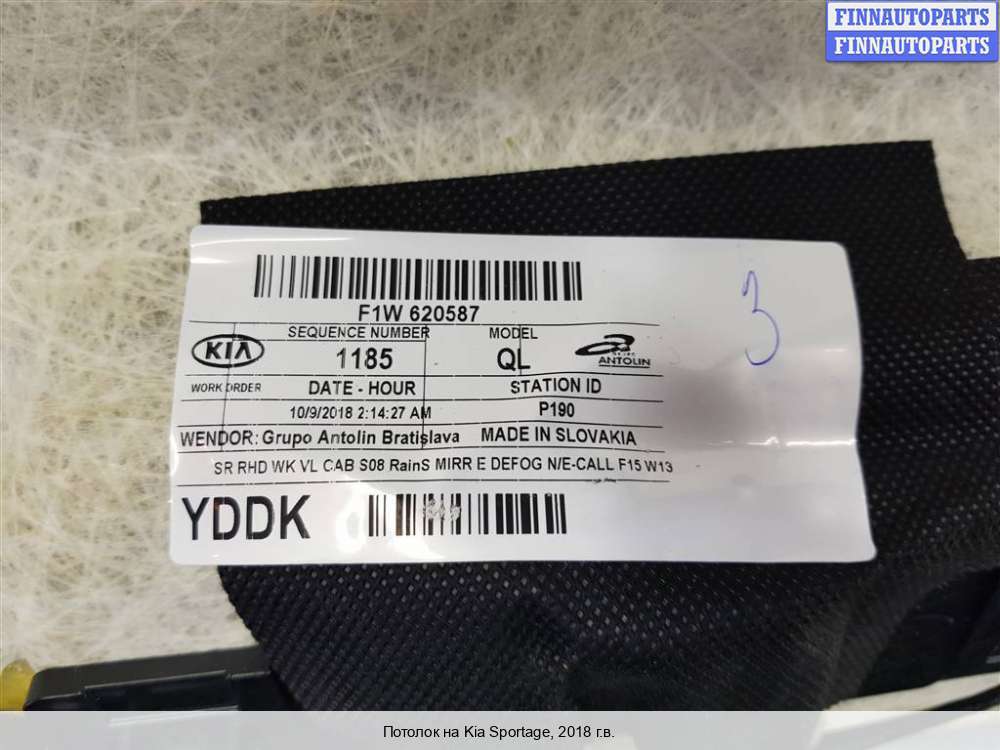 FINNAUTOPARTS
FINNAUTOPARTS
F1W 620587
SEQUENCE NUMBER MODEL
KIA 1185 QL GRUPO ANTOLIN
WORK ORDER DATE - HOUR STATION ID
10/9/2018 2:14:27 AM P190
WENDOR: Grupo Antolin Bratislava MADE IN SLOVAKIA
SR RHD WK VL CAB S08 RainS MIRR E DEFOG N/E-CALL F15 W13
YDDK
3
Потолок на Kia Sportage, 2018 г.в.